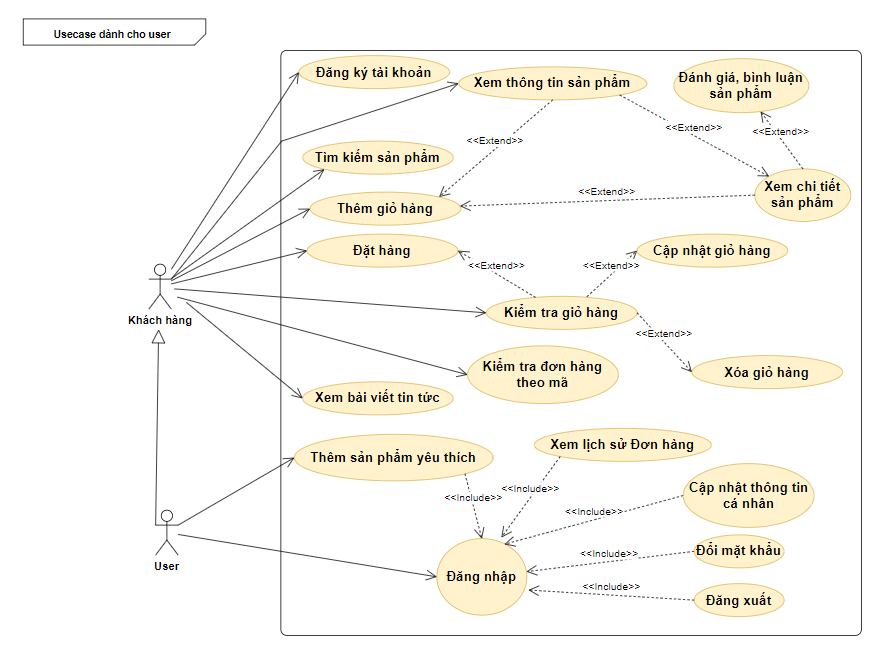 Usecase dành cho user
Đăng ký tài khoản
Xem thông tin sản phẩm
Đánh giá, bình luận
sản phẩm
<<Extend>>
<<Extend>>
<<Extend>>
Tìm kiếm sản phẩm
Xem chi tiết
sản phẩm
<<Extend>>
Thêm giỏ hàng
Đặt hàng
Cập nhật giỏ hàng
<<Extend>>
<<Extend>>
Kiểm tra giỏ hàng
Khách hàng
<<Extend>>
Kiểm tra đơn hàng
theo mã
Xóa giỏ hàng
Xem bài viết tin tức
Xem lịch sử Đơn hàng
Thêm sản phẩm yêu thích
<<Include>>
<<Include>>
Cập nhật thông tin
cá nhân
<<Include>>
Đổi mặt khẩu
<<Include>>
User
Đăng nhập
<<Include>>
Đăng xuất